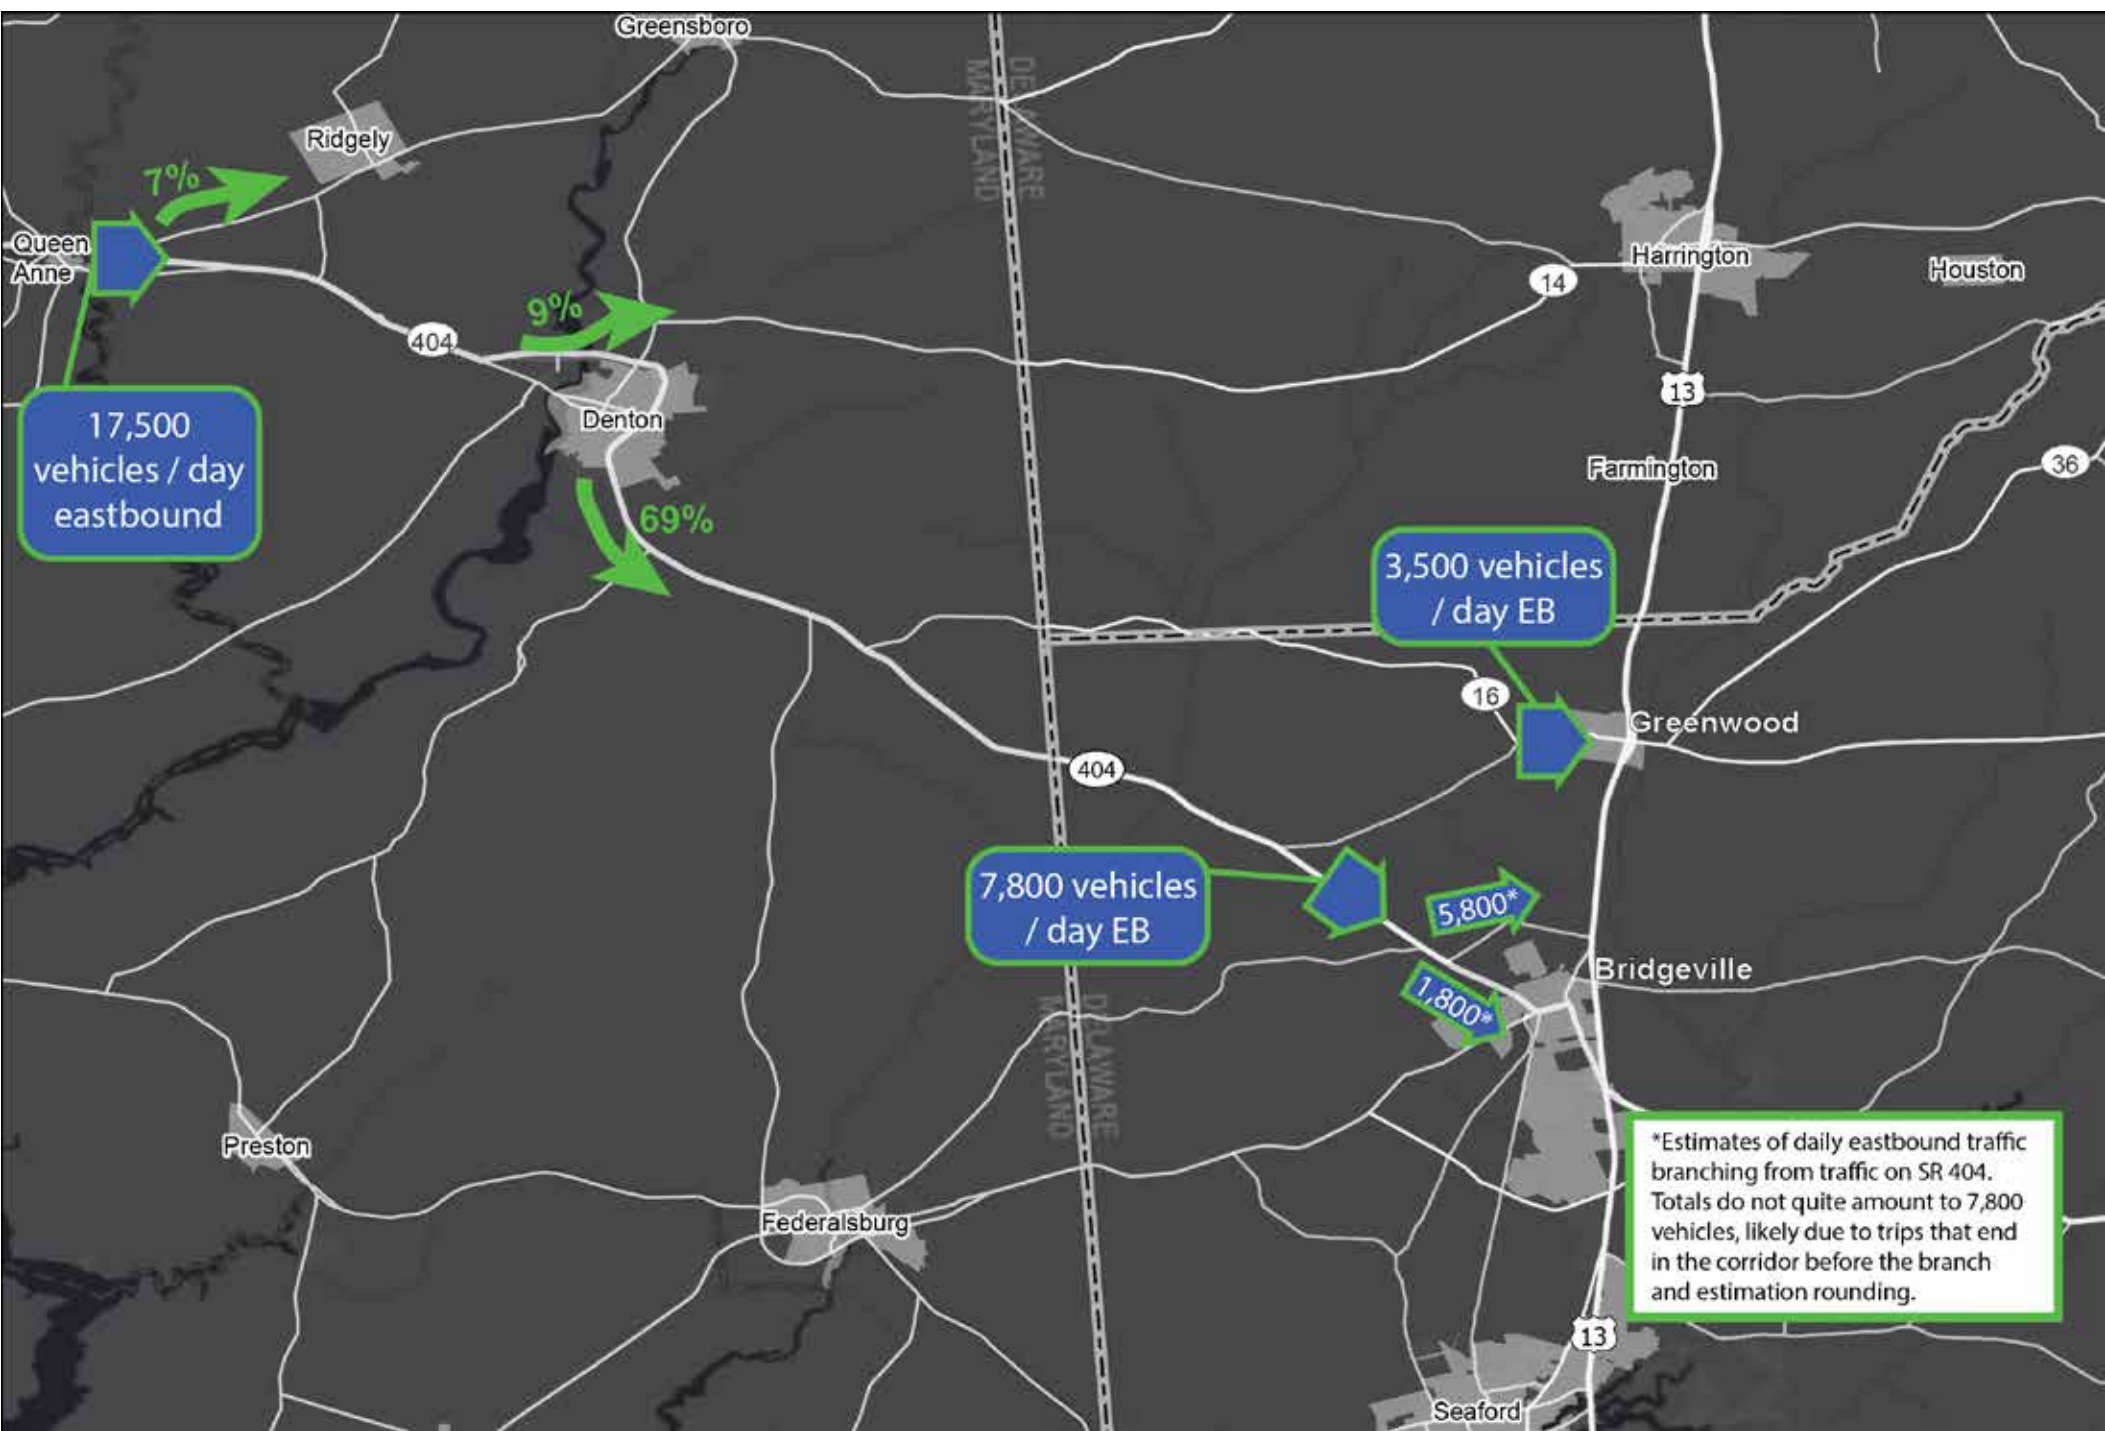 Greensboro
DELAWARE
MARYLAND
Ridgely
7%
Queen
Anne
Harrington
Houston
14
9%
404
13
17,500
vehicles / day
eastbound
Denton
Farmington
36
69%
3,500 vehicles
/ day EB
16
Greenwood
404
7,800 vehicles
/ day EB
5,800*
Bridgeville
1,800*
DELAWARE
MARYLAND
Preston
Federalsburg
*Estimates of daily eastbound traffic
branching from traffic on SR 404.
Totals do not quite amount to 7,800
vehicles, likely due to trips that end
in the corridor before the branch
and estimation rounding.
13
Seaford